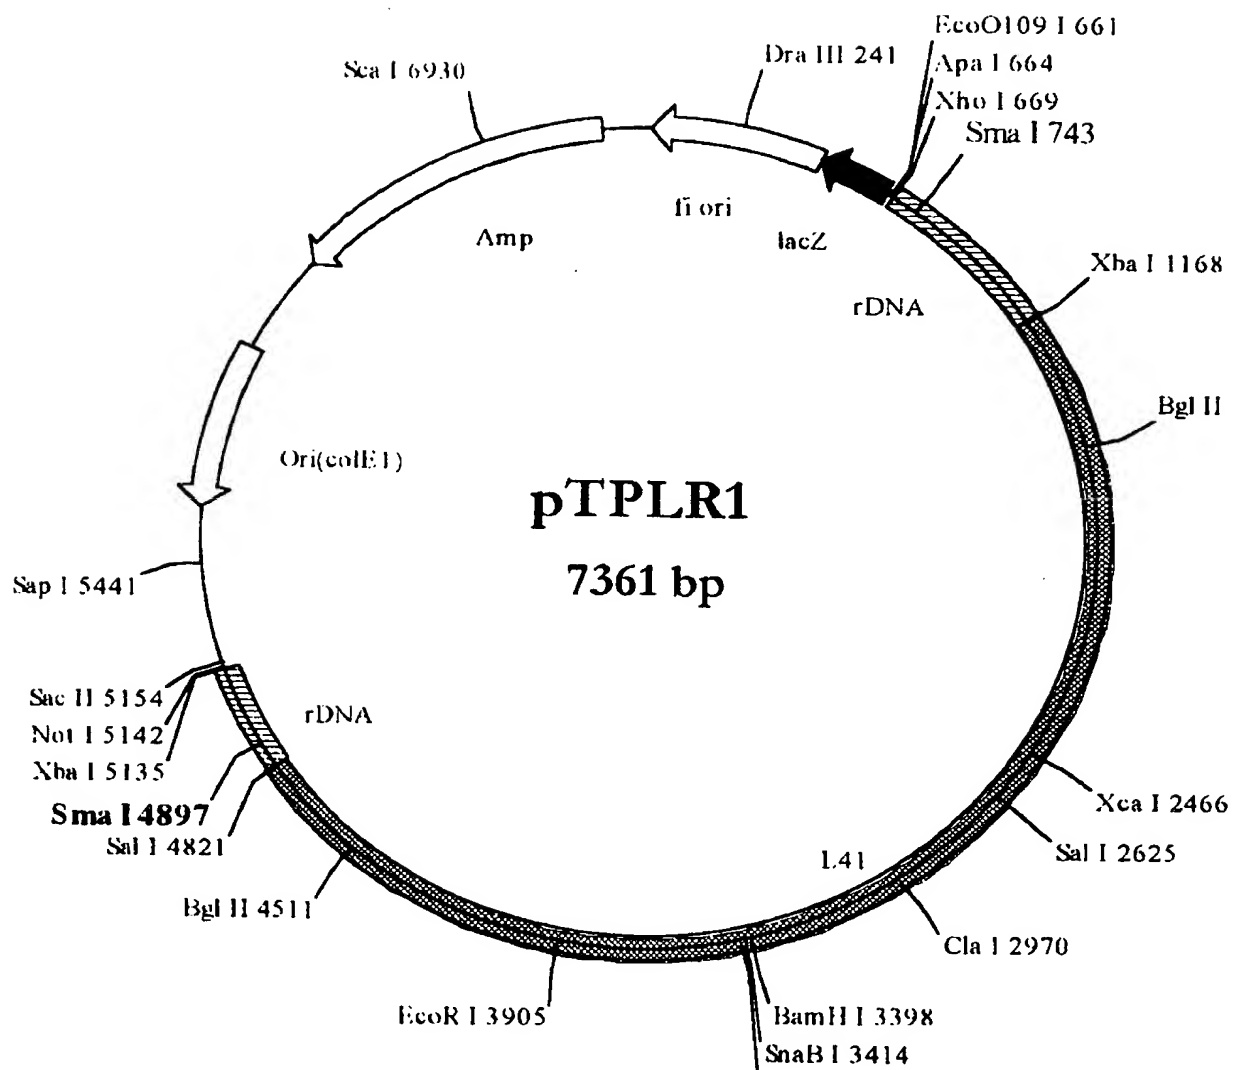 EcoO109 I 661
Apa I 664
Xho I 669
Sma I 743
Dra III 241
Sca I 6930
fi ori
lacZ
Amp
rDNA
Xba I 1168
Bgl II
Ori(colE1)
pTPLR1
7361 bp
Sap I 5441
Sac II 5154
Not I 5142
Xba I 5135
Sma I 4897
Sal I 4821
rDNA
Bgl II 4511
L41
Xca I 2466
Sal I 2625
Cla I 2970
EcoR I 3905
BamH I 3398
SnaB I 3414